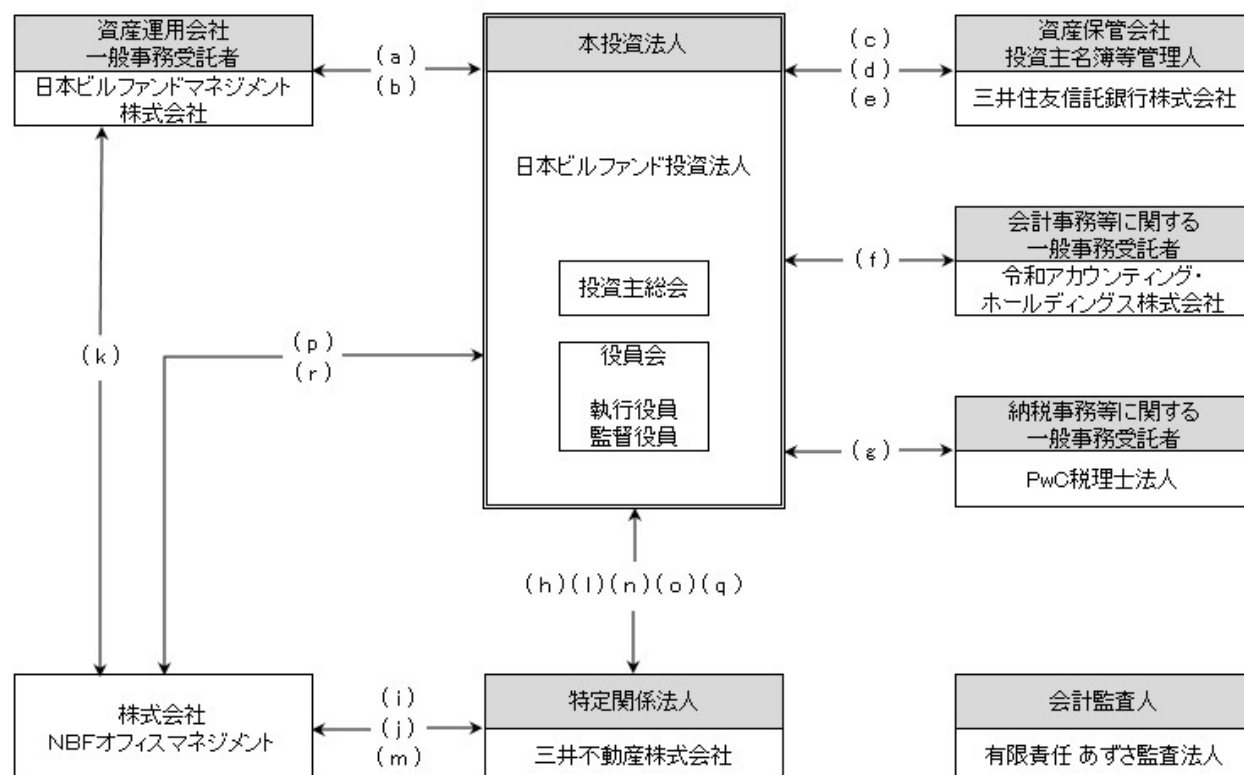 資産運用会社
一般事務受託者
日本ビルファンドマネジメント
株式会社
(a)
(b)
本投資法人
日本ビルファンド投資法人
投資主総会
役員会
執行役員
監督役員
(c)
(d)
(e)
資産保管会社
投資主名簿等管理人
三井住友信託銀行株式会社
(f)
会計事務等に関する
一般事務受託者
令和アカウンティング・
ホールディングス株式会社
(k)
(p)
(r)
(g)
納税事務等に関する
一般事務受託者
PwC税理士法人
(h)(l)(n)(o)(q)
株式会社
NBFオフィスマネジメント
(i)
(j)
(m)
特定関係法人
三井不動産株式会社
会計監査人
有限責任 あずさ監査法人